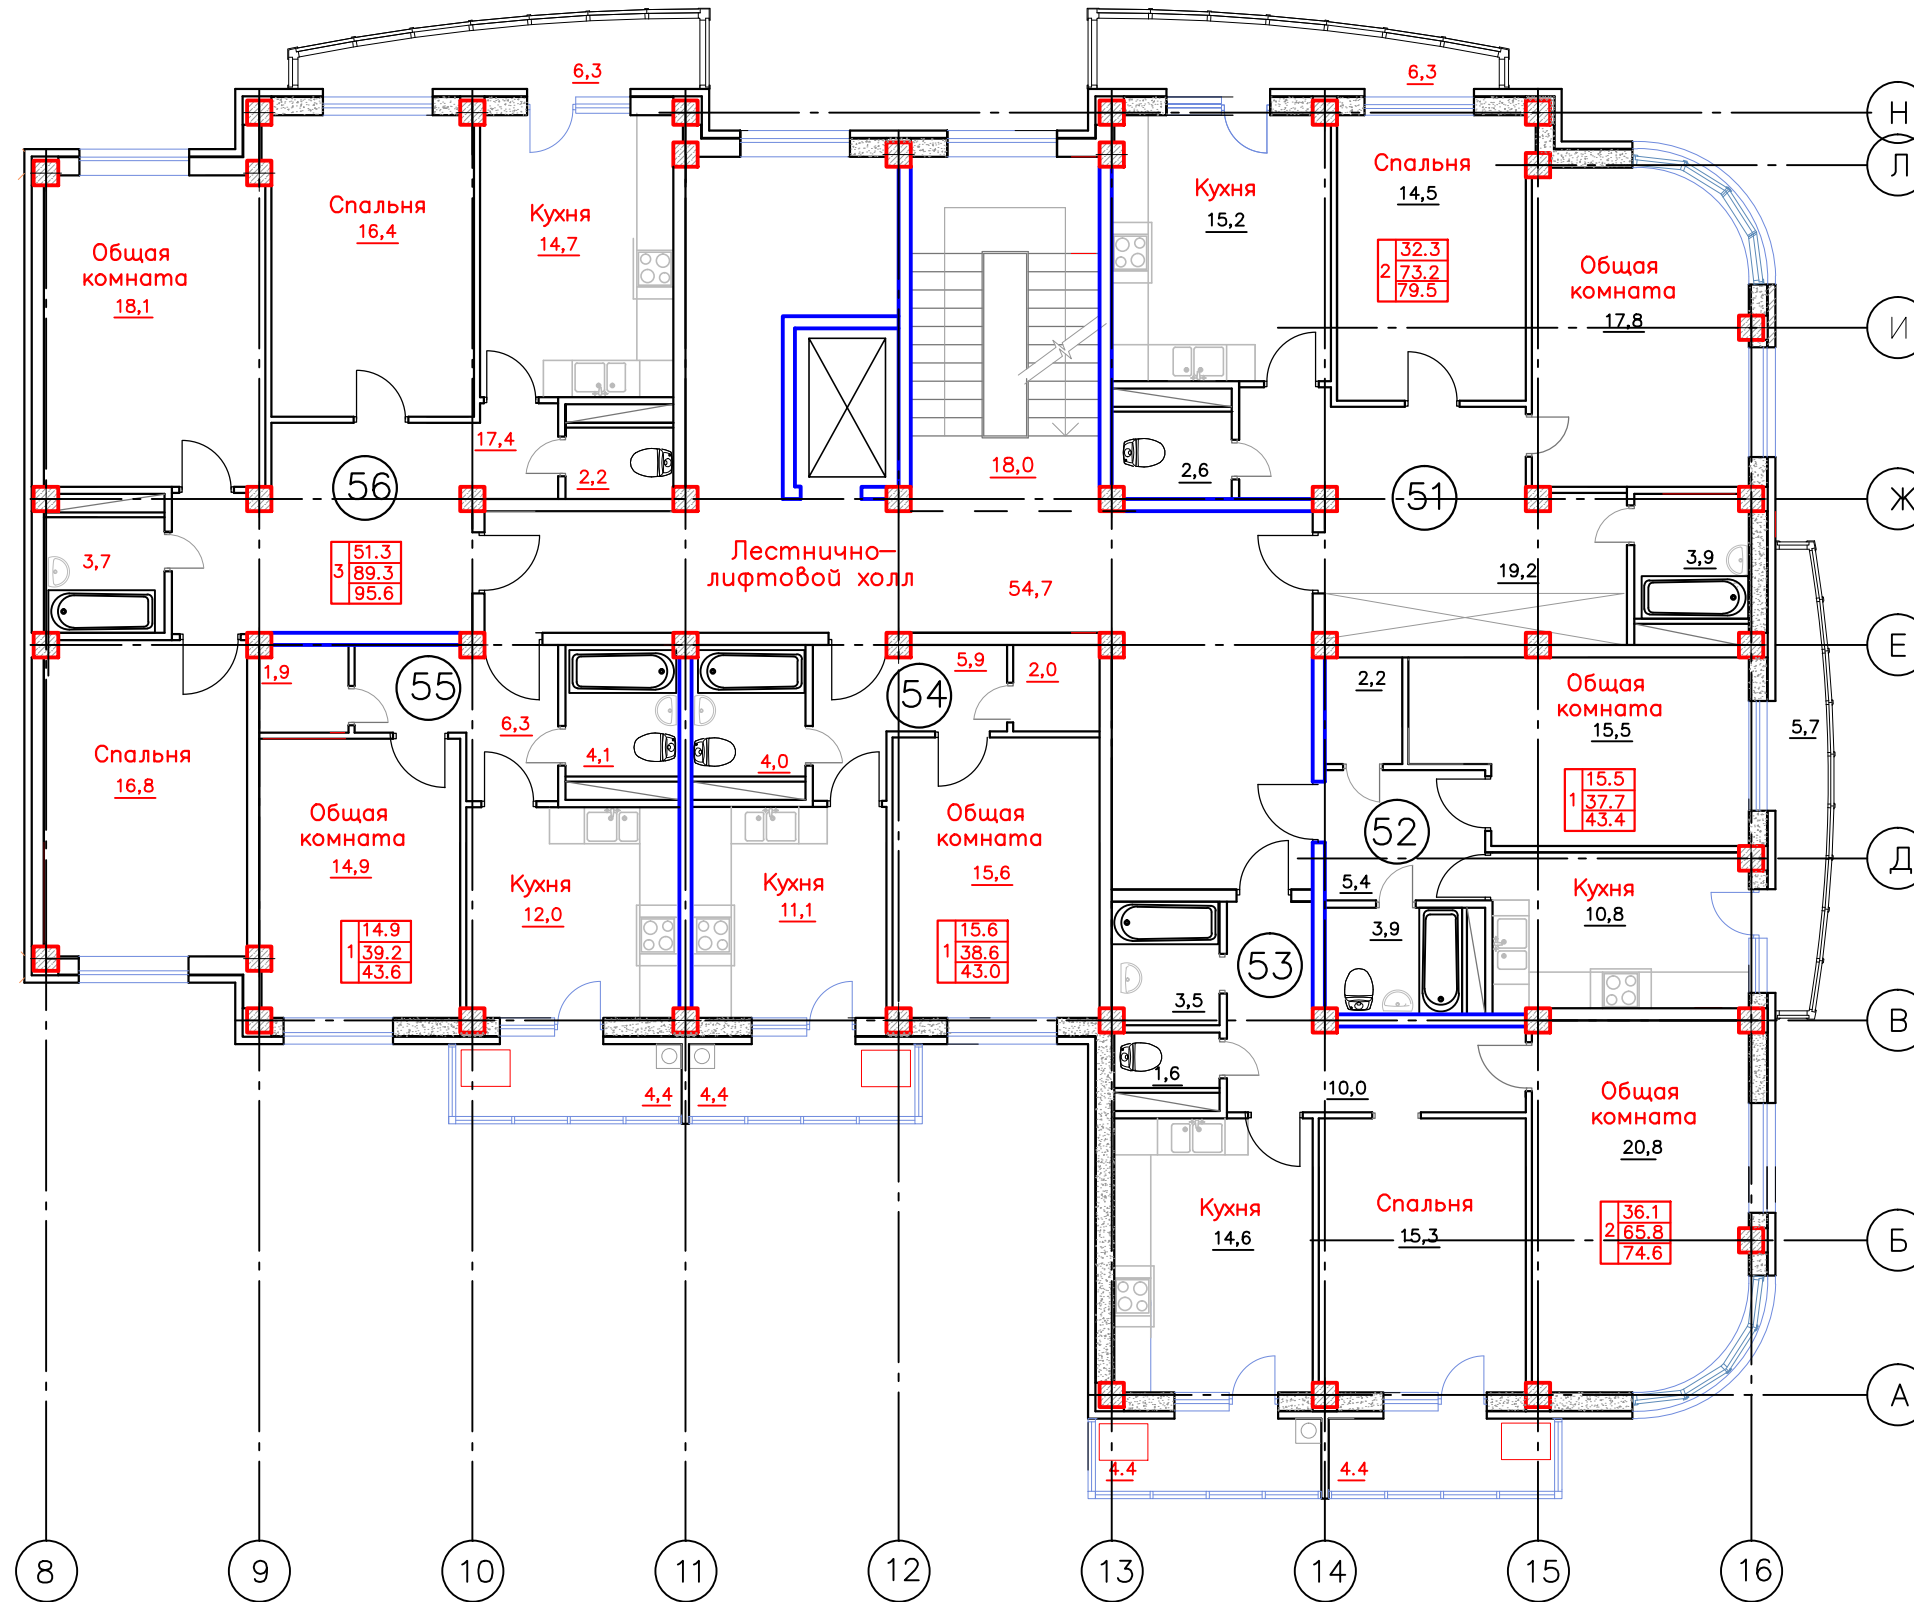 6,3
6,3
Н
Л
Спальня
16,4
Кухня
14,7
Общая
комната
18,1
Кухня
15,2
Спальня
14,5
2
32.3
73.2
79.5
Общая
комната
17,8
И
17,4
2,2
18,0
2,6
56
51
Ж
3,7
3
51.3
89.3
95.6
Лестнично–
лифтовой холл
54,7
19,2
3,9
Е
1,9
55
6,3
4,1
5,9
54
2,0
4,0
2,2
Общая
комната
15,5
5,7
1
15.5
37.7
43.4
52
Спальня
16,8
Общая
комната
14,9
Кухня
12,0
Кухня
11,1
Общая
комната
15,6
Д
5,4
3,9
Кухня
10,8
1
14.9
39.2
43.6
1
15.6
38.6
43.0
53
3,5
В
1,6
10,0
4,4
4,4
Общая
комната
20,8
Кухня
14,6
Спальня
15,3
2
36.1
65.8
74.6
Б
А
4.4
4.4
8
9
10
11
12
13
14
15
16